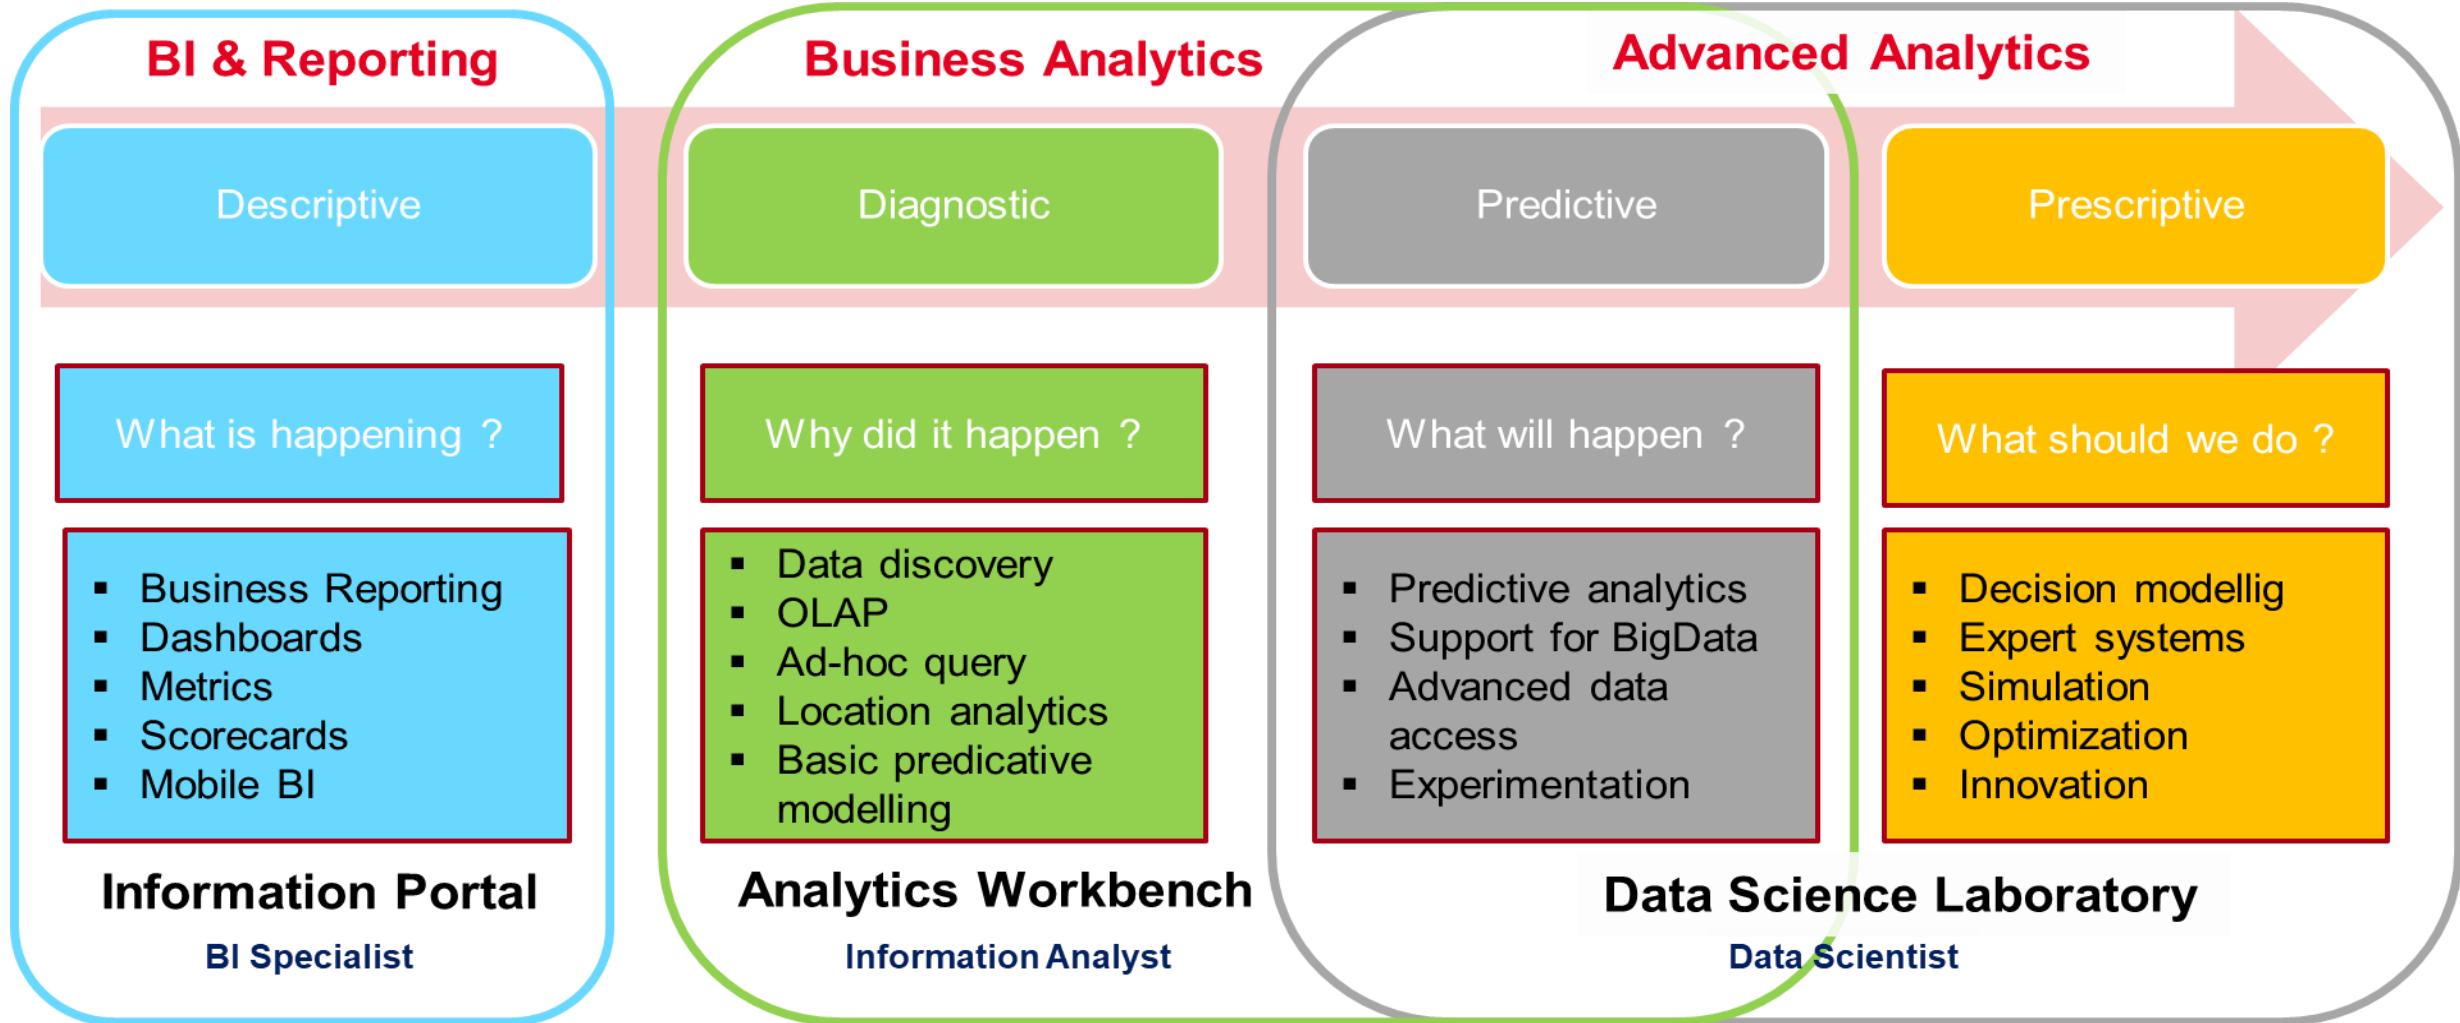 BI & Reporting
Business Analytics
Advanced Analytics
Descriptive
Diagnostic
Predictive
Prescriptive
What is happening ?
Why did it happen ?
What will happen ?
What should we do ?
▪ Business Reporting
▪ Dashboards
▪ Metrics
▪ Scorecards
▪ Mobile BI
▪ Data discovery
▪ OLAP
▪ Ad-hoc query
▪ Location analytics
▪ Basic predicative
modelling
▪ Predictive analytics
▪ Support for BigData
▪ Advanced data
access
▪ Experimentation
▪ Decision modellig
▪ Expert systems
▪ Simulation
▪ Optimization
▪ Innovation
Information Portal
Analytics Workbench
Data Science Laboratory
BI Specialist
Information Analyst
Data Scientist